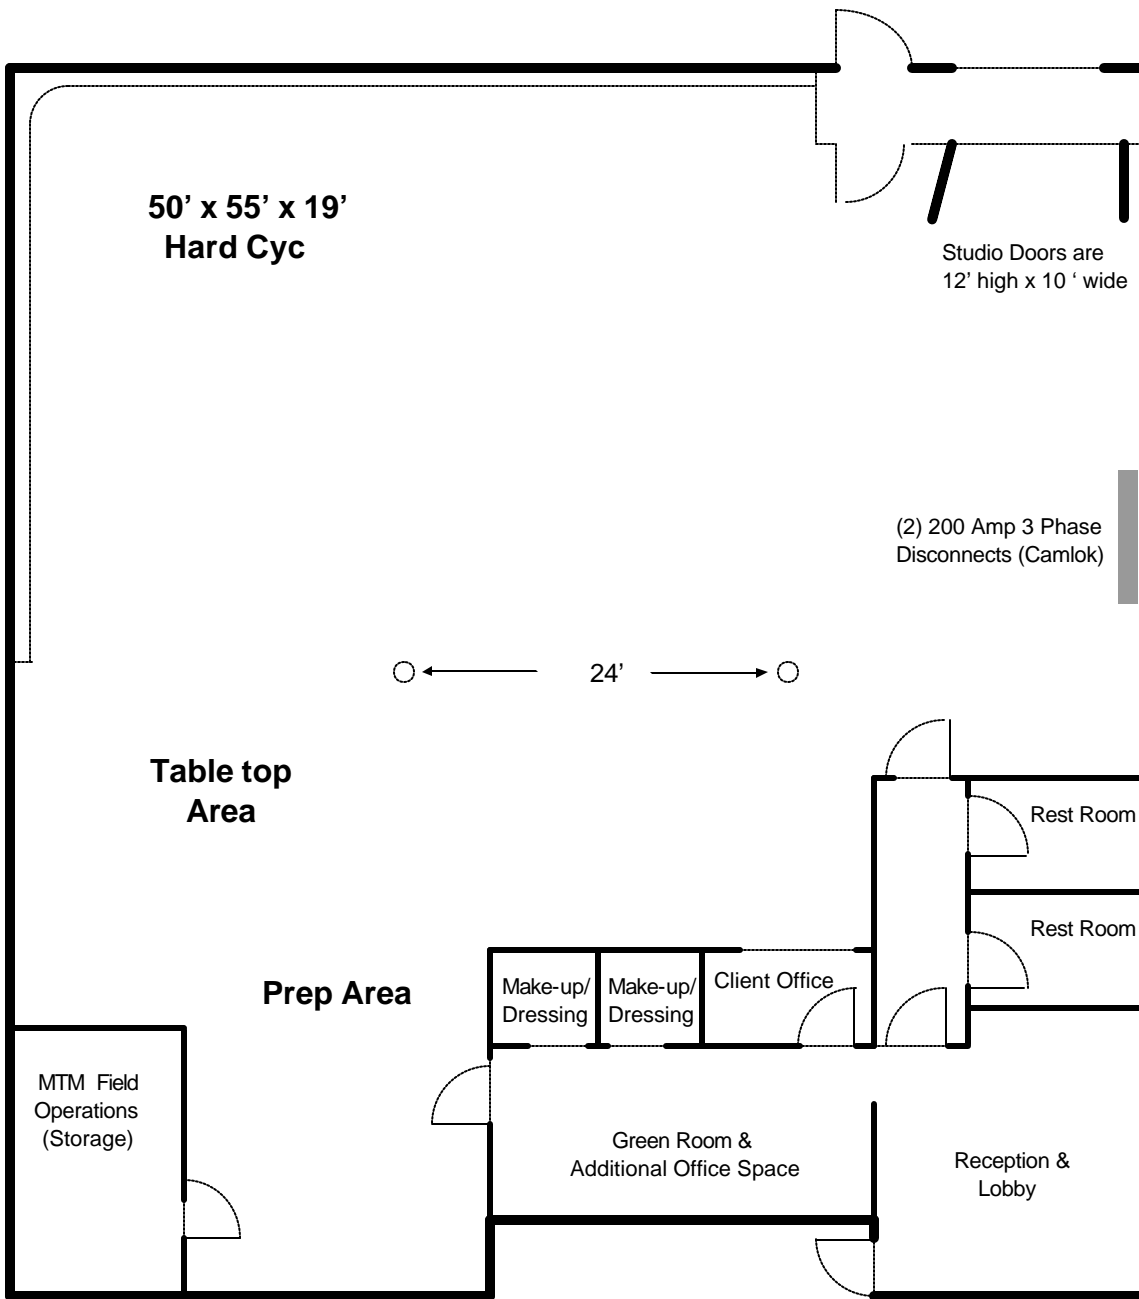 50’ x 55’ x 19’
Hard Cyc
Studio Doors are
12’ high x 10 ‘ wide
(2) 200 Amp 3 Phase
Disconnects (Camlok)
24’
Table top
Area
Rest Room
Rest Room
Prep Area
Make-up/
Dressing
Make-up/
Dressing
Client Office
MTM Field
Operations
(Storage)
Green Room &
Additional Office Space
Reception &
Lobby